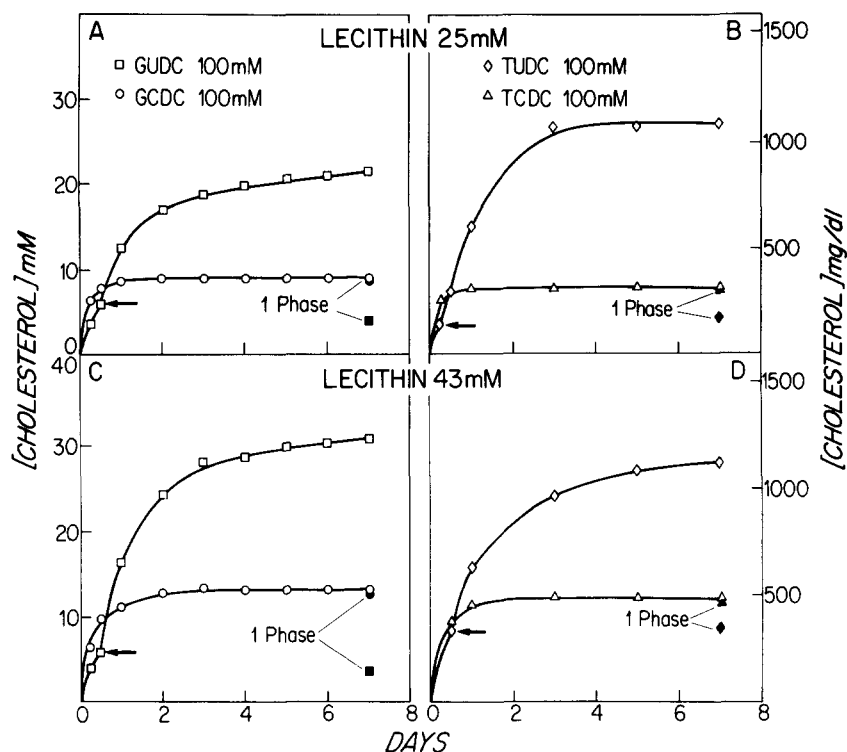 A
LECITHIN 25mM
B
□ GUDC 100mM
○ GCDC 100mM
◇ TUDC 100mM
△ TCDC 100mM
30
20
10
0
1 Phase
1 Phase
1500
1000
500
C
LECITHIN 43mM
D
40
30
20
10
1 Phase
1 Phase
1500
1000
500
[CHOLESTEROL] mM
[CHOLESTEROL] mg/dl
0 2 4 6 8
0 2 4 6 8
DAYS